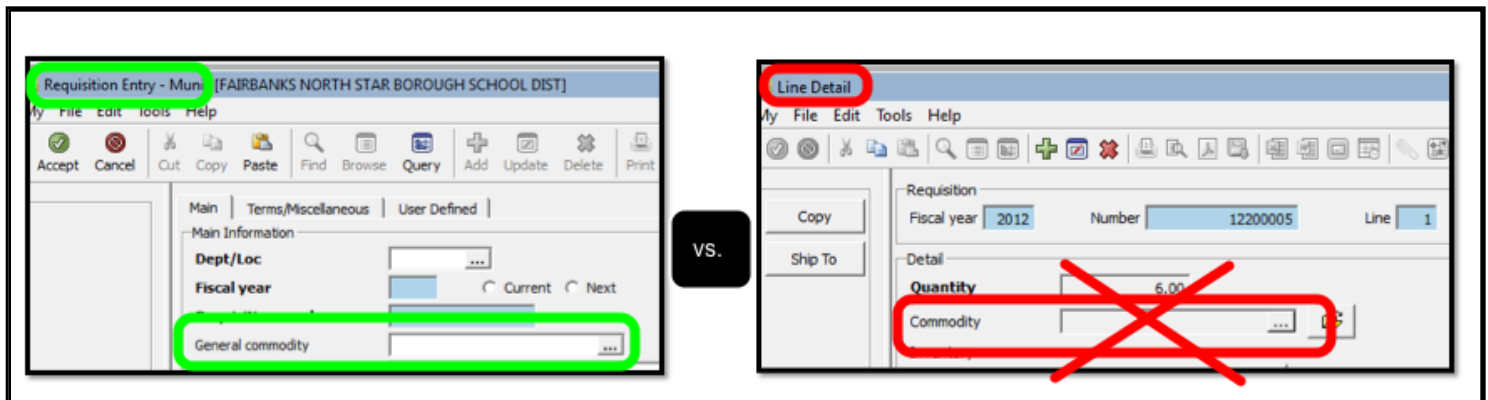 Requisition Entry - Muni [FAIRBANKS NORTH STAR BOROUGH SCHOOL DIST]
My File Edit Tools Help
Accept Cancel Cut Copy Paste Find Browse Query Add Update Delete Print
Main Terms/Miscellaneous User Defined
Main Information
Dept/Loc ...
Fiscal year Current Next
General commodity ...
vs.
Line Detail
My File Edit Tools Help
Copy
Ship To
Requisition
Fiscal year 2012 Number 12200005 Line 1
Detail
Quantity 6.00
Commodity ...